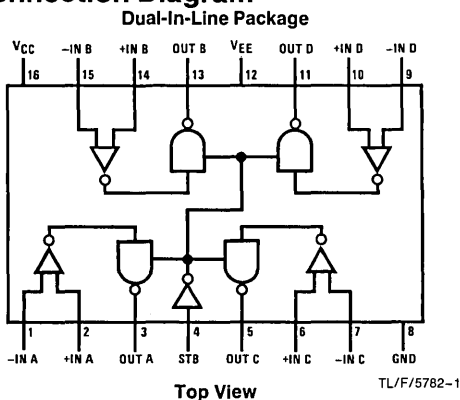 Connection Diagram
Dual-In-Line Package
VCC -IN B +IN B OUT B VEE OUT D +IN D -IN D
16 15 14 13 12 11 10 9
1 2 3 4 5 6 7 8
-IN A +IN A OUT A STB OUT C +IN C -IN C GND
Top View
TL/F/5782-1